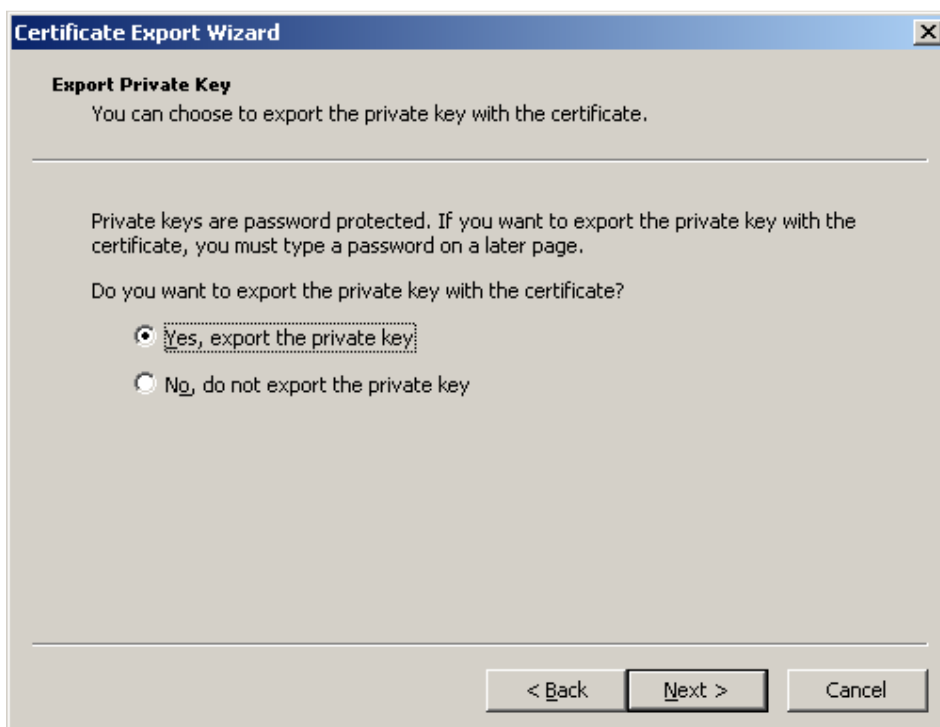 Certificate Export Wizard
Export Private Key
You can choose to export the private key with the certificate.
Private keys are password protected. If you want to export the private key with the
certificate, you must type a password on a later page.
Do you want to export the private key with the certificate?
Yes, export the private key
No, do not export the private key
< Back
Next >
Cancel